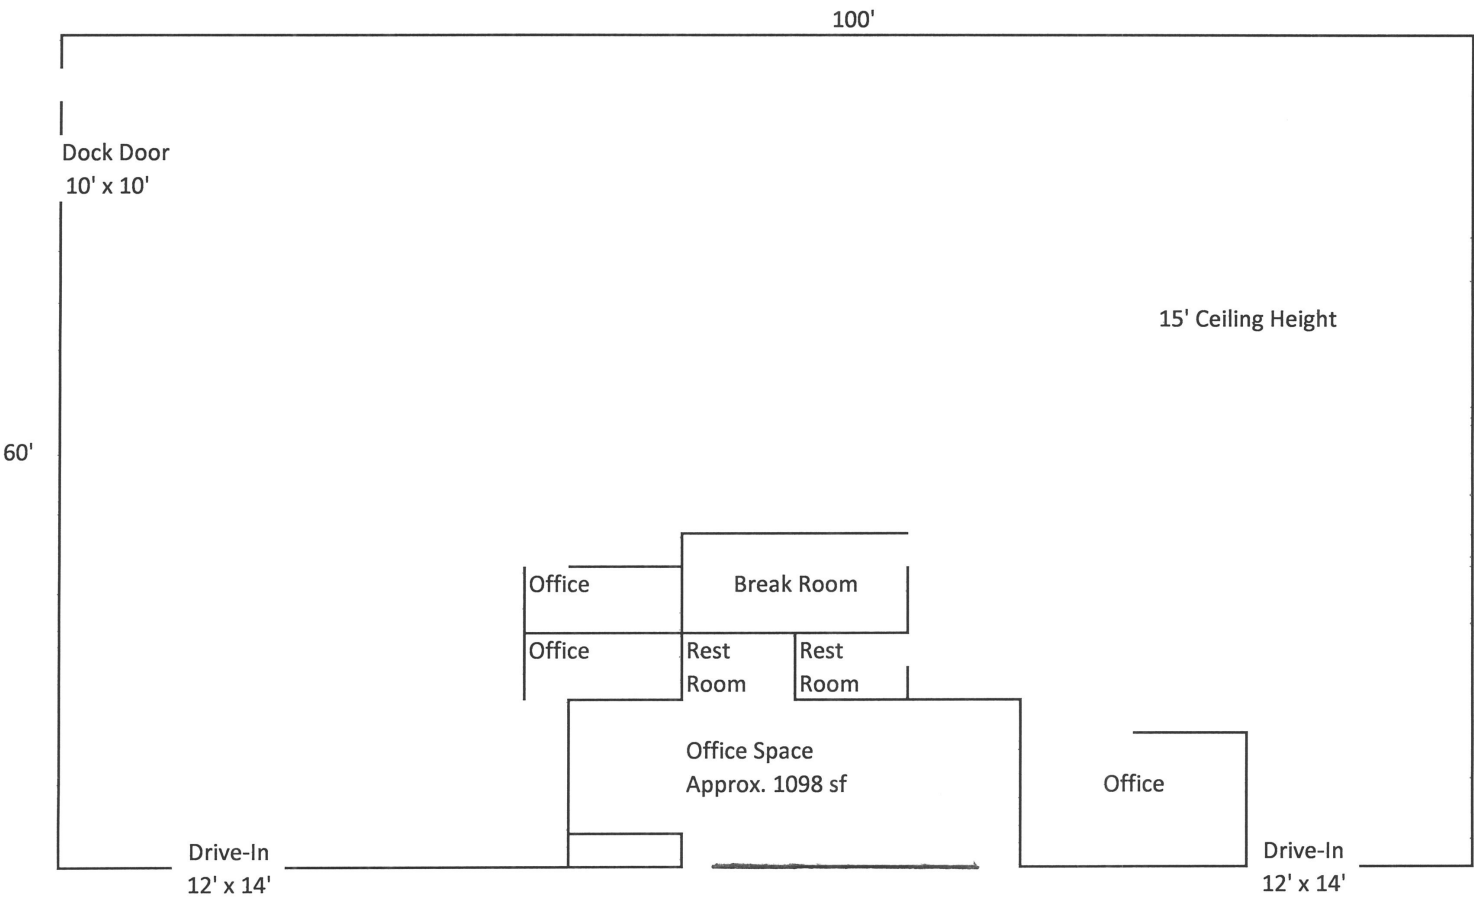 100'
Dock Door
10' x 10'
15' Ceiling Height
60'
Office
Break Room
Office
Rest
Room
Rest
Room
Office Space
Approx. 1098 sf
Office
Drive-In
12' x 14'
Drive-In
12' x 14'